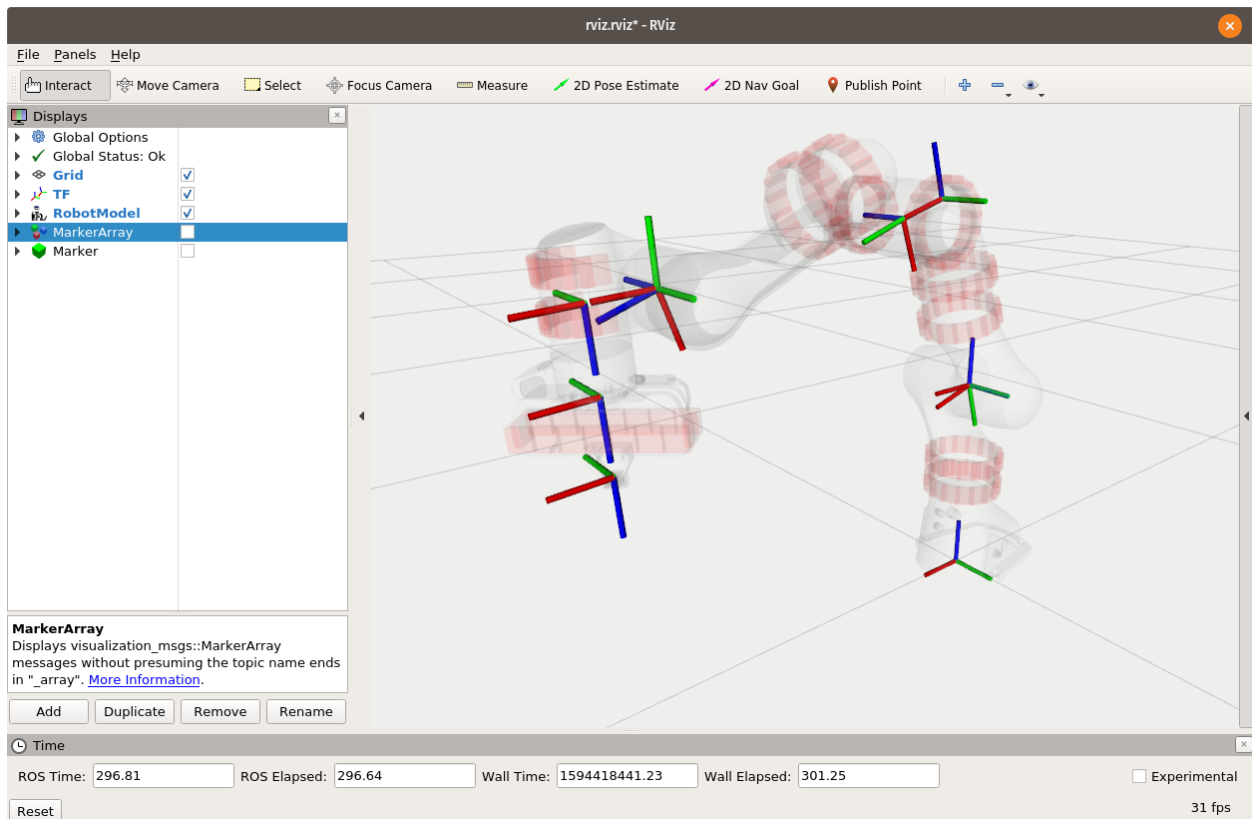 rviz.rviz* - RViz
File Panels Help
Interact Move Camera Select Focus Camera Measure 2D Pose Estimate 2D Nav Goal Publish Point
Displays
Global Options
Global Status: Ok
Grid
TF
RobotModel
MarkerArray
Marker
MarkerArray
Displays visualization_msgs::MarkerArray
messages without presuming the topic name ends
in "_array". More Information.
Add Duplicate Remove Rename
Time
ROS Time: 296.81 ROS Elapsed: 296.64 Wall Time: 1594418441.23 Wall Elapsed: 301.25 Experimental
Reset 31 fps